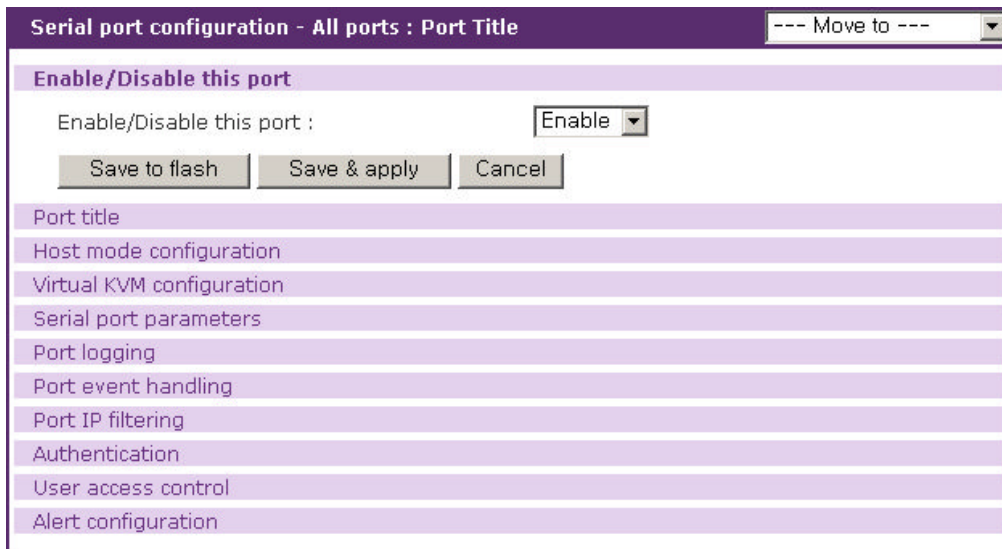 Serial port configuration - All ports : Port Title
--- Move to ---
Enable/Disable this port
Enable/Disable this port :
Enable
Save to flash
Save & apply
Cancel
Port title
Host mode configuration
Virtual KVM configuration
Serial port parameters
Port logging
Port event handling
Port IP filtering
Authentication
User access control
Alert configuration